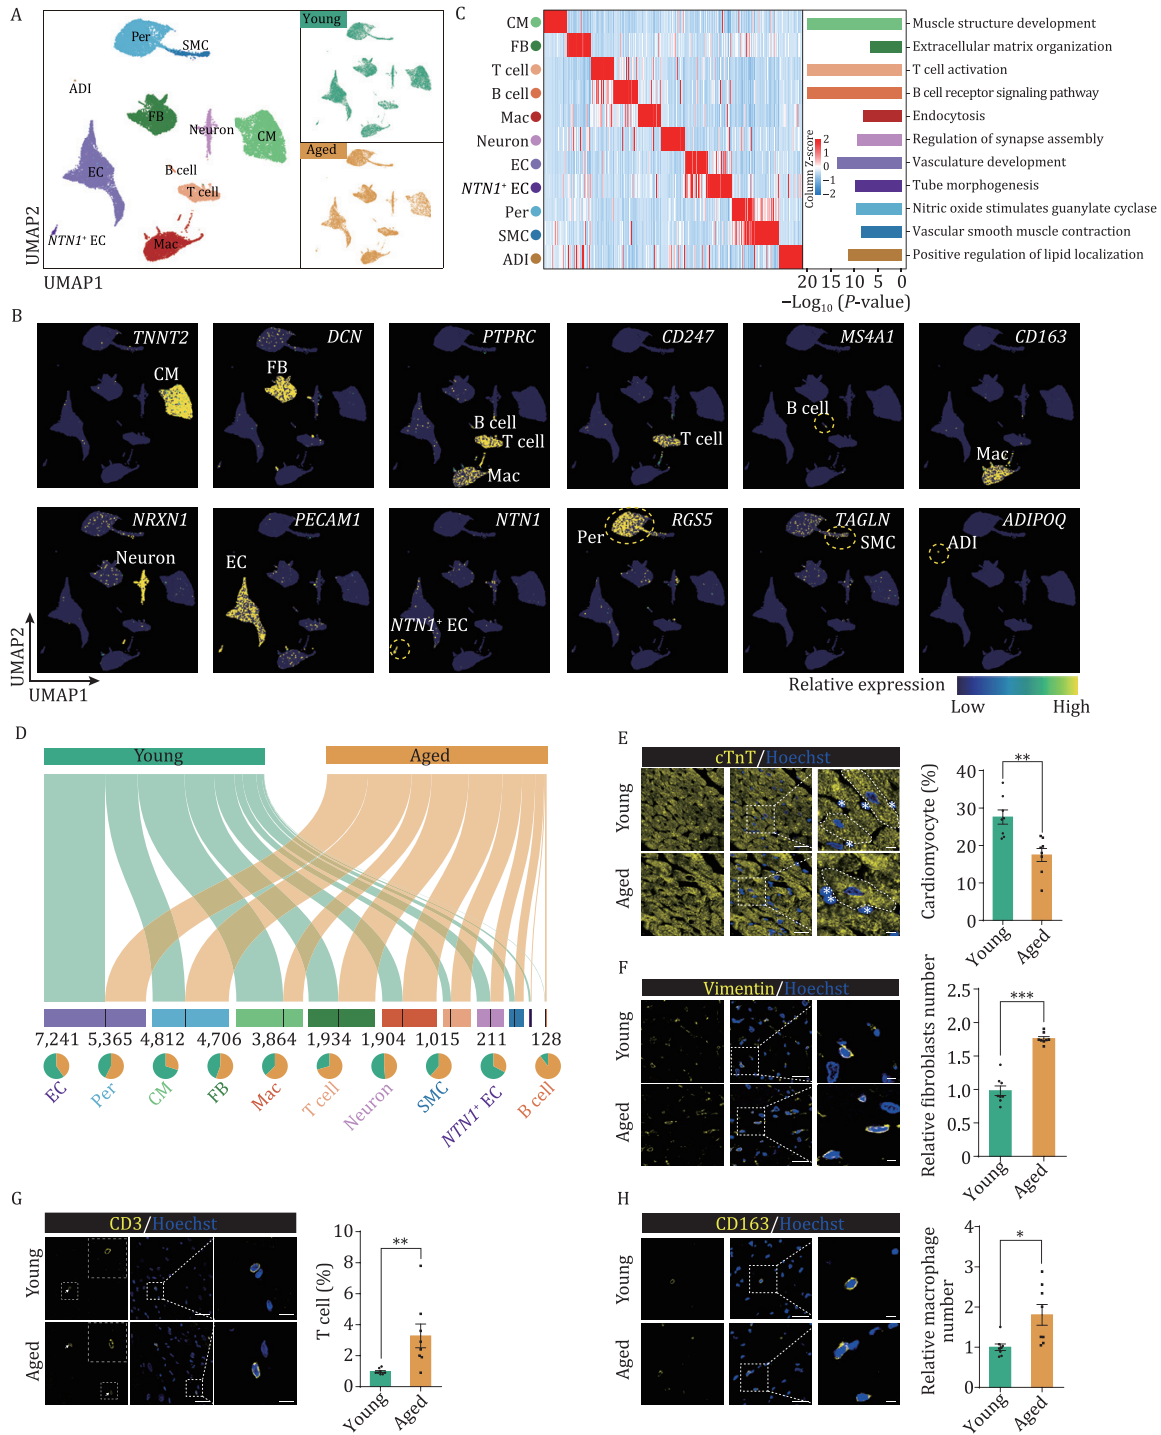 A
Per
SMC
ADI
FB
Neuron
CM
EC
B cell
T cell
NTN1⁺ EC
Mac
UMAP2
UMAP1
Young
Aged
C
CM
FB
T cell
B cell
Mac
Neuron
EC
NTN1⁺ EC
Per
SMC
ADI
Column Z-score
2
1
0
−1
−2
Muscle structure development
Extracellular matrix organization
T cell activation
B cell receptor signaling pathway
Endocytosis
Regulation of synapse assembly
Vasculature development
Tube morphogenesis
Nitric oxide stimulates guanylate cyclase
Vascular smooth muscle contraction
Positive regulation of lipid localization
20 15 10 5 0
−Log₁₀ (P-value)
B
TNNT2
CM
DCN
FB
PTPRC
B cell
T cell
Mac
CD247
T cell
MS4A1
B cell
CD163
Mac
NRXN1
Neuron
PECAM1
EC
NTN1
NTN1⁺ EC
RGS5
Per
TAGLN
SMC
ADIPOQ
ADI
UMAP2
UMAP1
Relative expression
Low
High
D
Young
Aged
7,241 5,365 4,812 4,706 3,864 1,934 1,904 1,015 211 128
EC Per CM FB Mac T cell Neuron SMC NTN1⁺ EC B cell
E
cTnT/Hoechst
Young
Aged
Cardiomyocyte (%)
40
30
20
10
0
**
Young
Aged
F
Vimentin/Hoechst
Young
Aged
Relative fibroblasts number
2.5
2.0
1.5
1.0
0.5
0
***
Young
Aged
G
CD3/Hoechst
Young
Aged
T cell (%)
10
8
6
4
2
0
**
Young
Aged
H
CD163/Hoechst
Young
Aged
Relative macrophage
number
4
3
2
1
0
*
Young
Aged